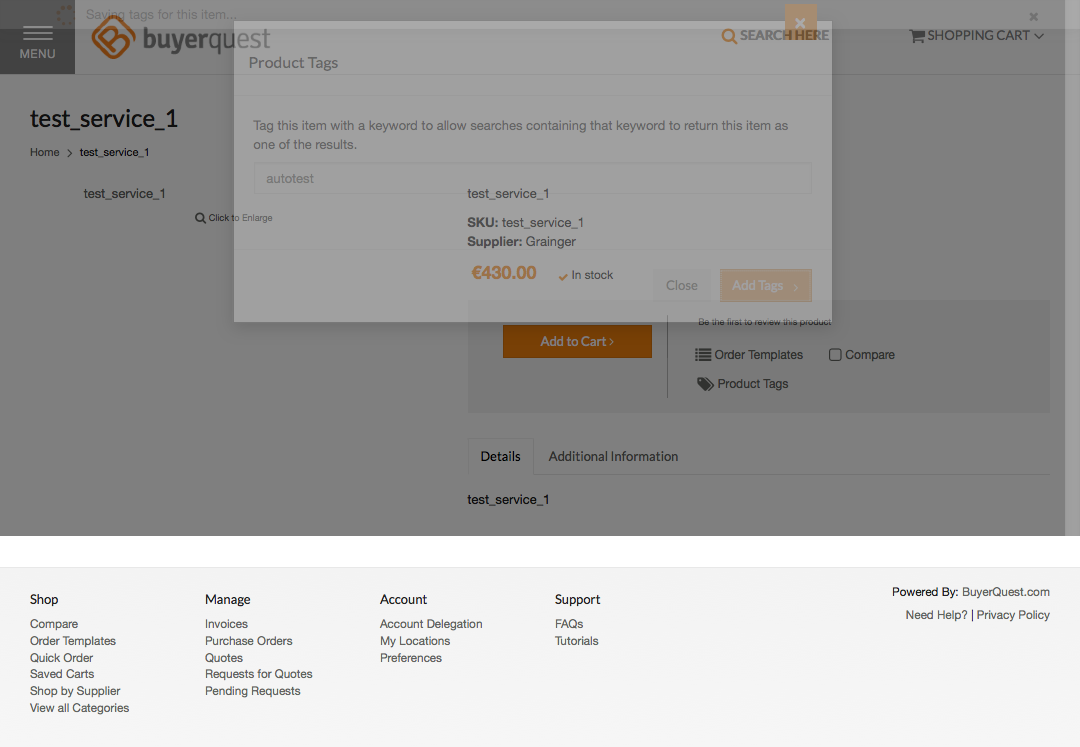 Saving tags for this item...
MENU
buyerquest
SEARCH HERE
SHOPPING CART
Product Tags
test_service_1
Tag this item with a keyword to allow searches containing that keyword to return this item as
one of the results.
Home > test_service_1
autotest
test_service_1
test_service_1
Click to Enlarge
SKU: test_service_1
Supplier: Grainger
€430.00
In stock
Close
Add Tags
Be the first to review this product
Add to Cart ›
Order Templates
Compare
Product Tags
Details
Additional Information
test_service_1
Shop
Compare
Order Templates
Quick Order
Saved Carts
Shop by Supplier
View all Categories
Manage
Invoices
Purchase Orders
Quotes
Requests for Quotes
Pending Requests
Account
Account Delegation
My Locations
Preferences
Support
FAQs
Tutorials
Powered By: BuyerQuest.com
Need Help? | Privacy Policy